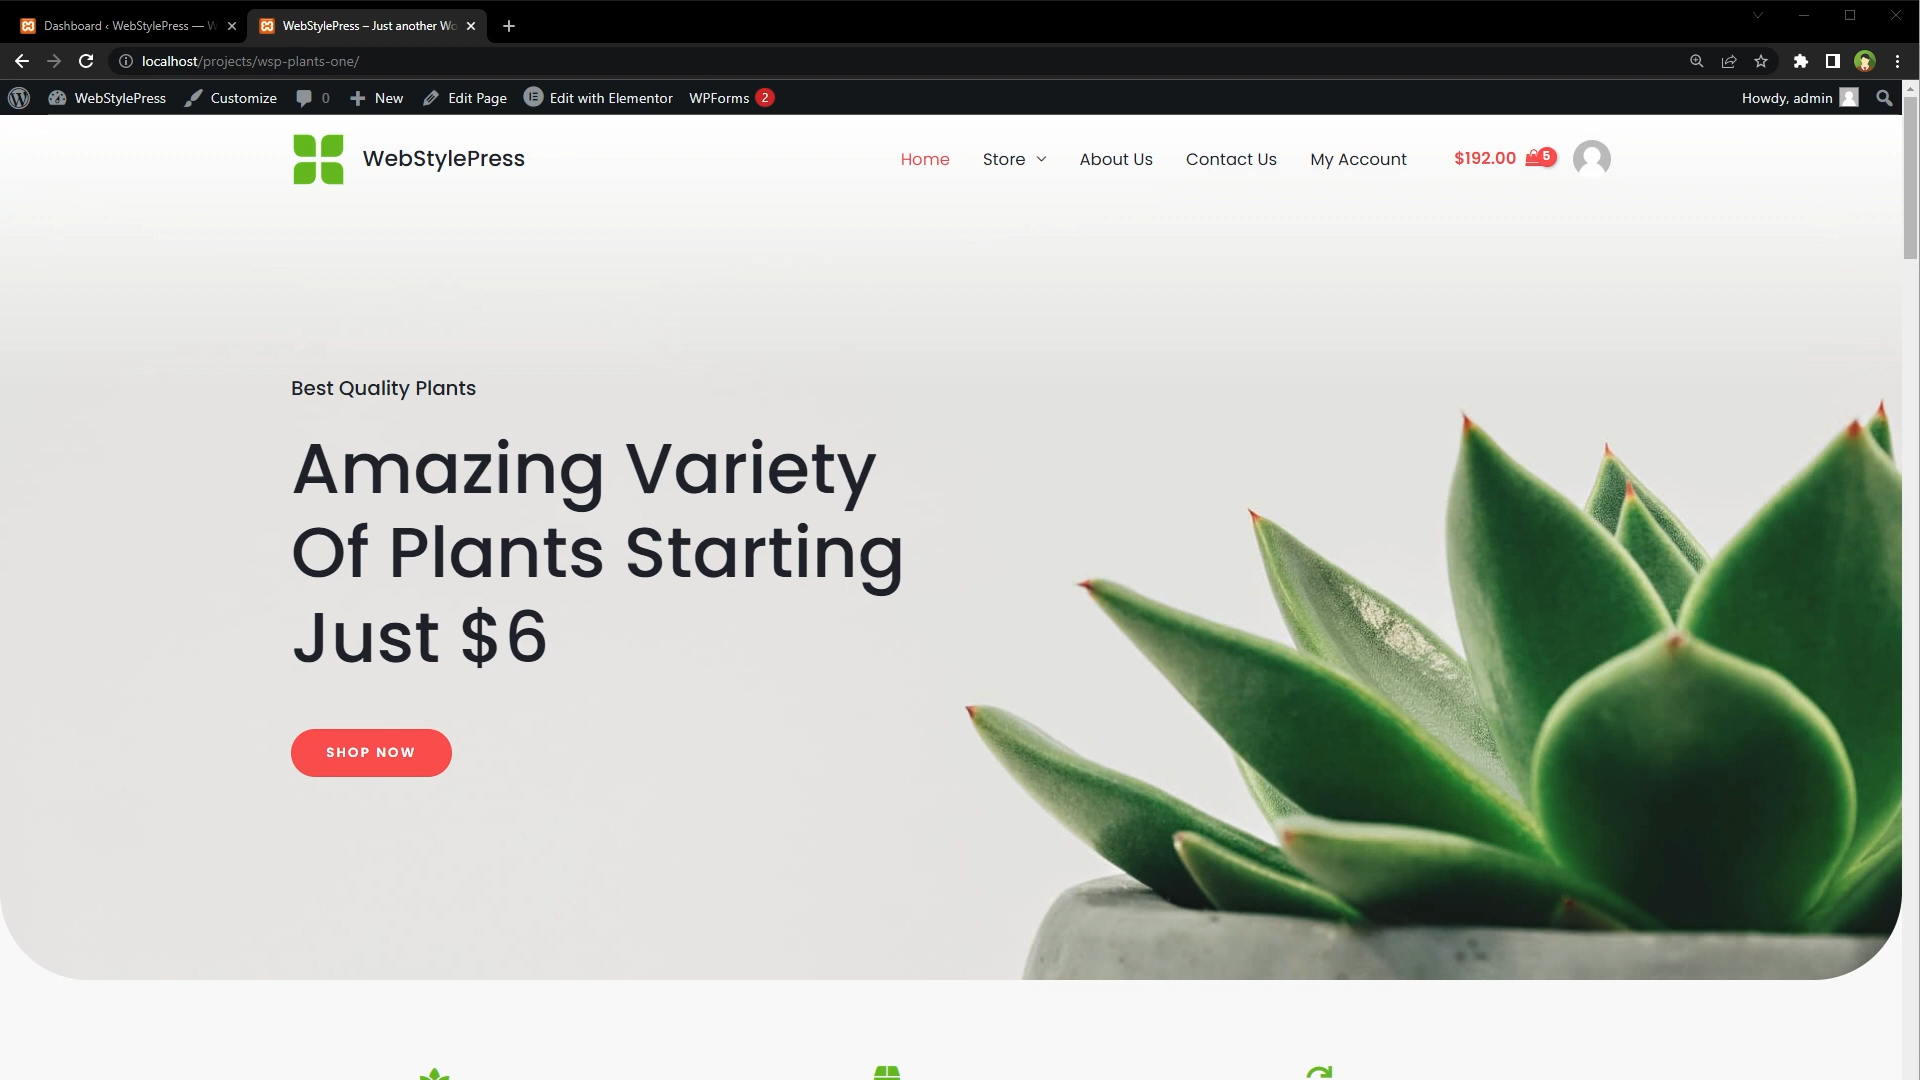 Dashboard ‹ WebStylePress — W
WebStylePress – Just another Wo
localhost/projects/wsp-plants-one/
WebStylePress
Customize
0
New
Edit Page
Edit with Elementor
WPForms 2
Howdy, admin
WebStylePress
Home
Store
About Us
Contact Us
My Account
$192.00
5
Best Quality Plants
Amazing Variety
Of Plants Starting
Just $6
SHOP NOW